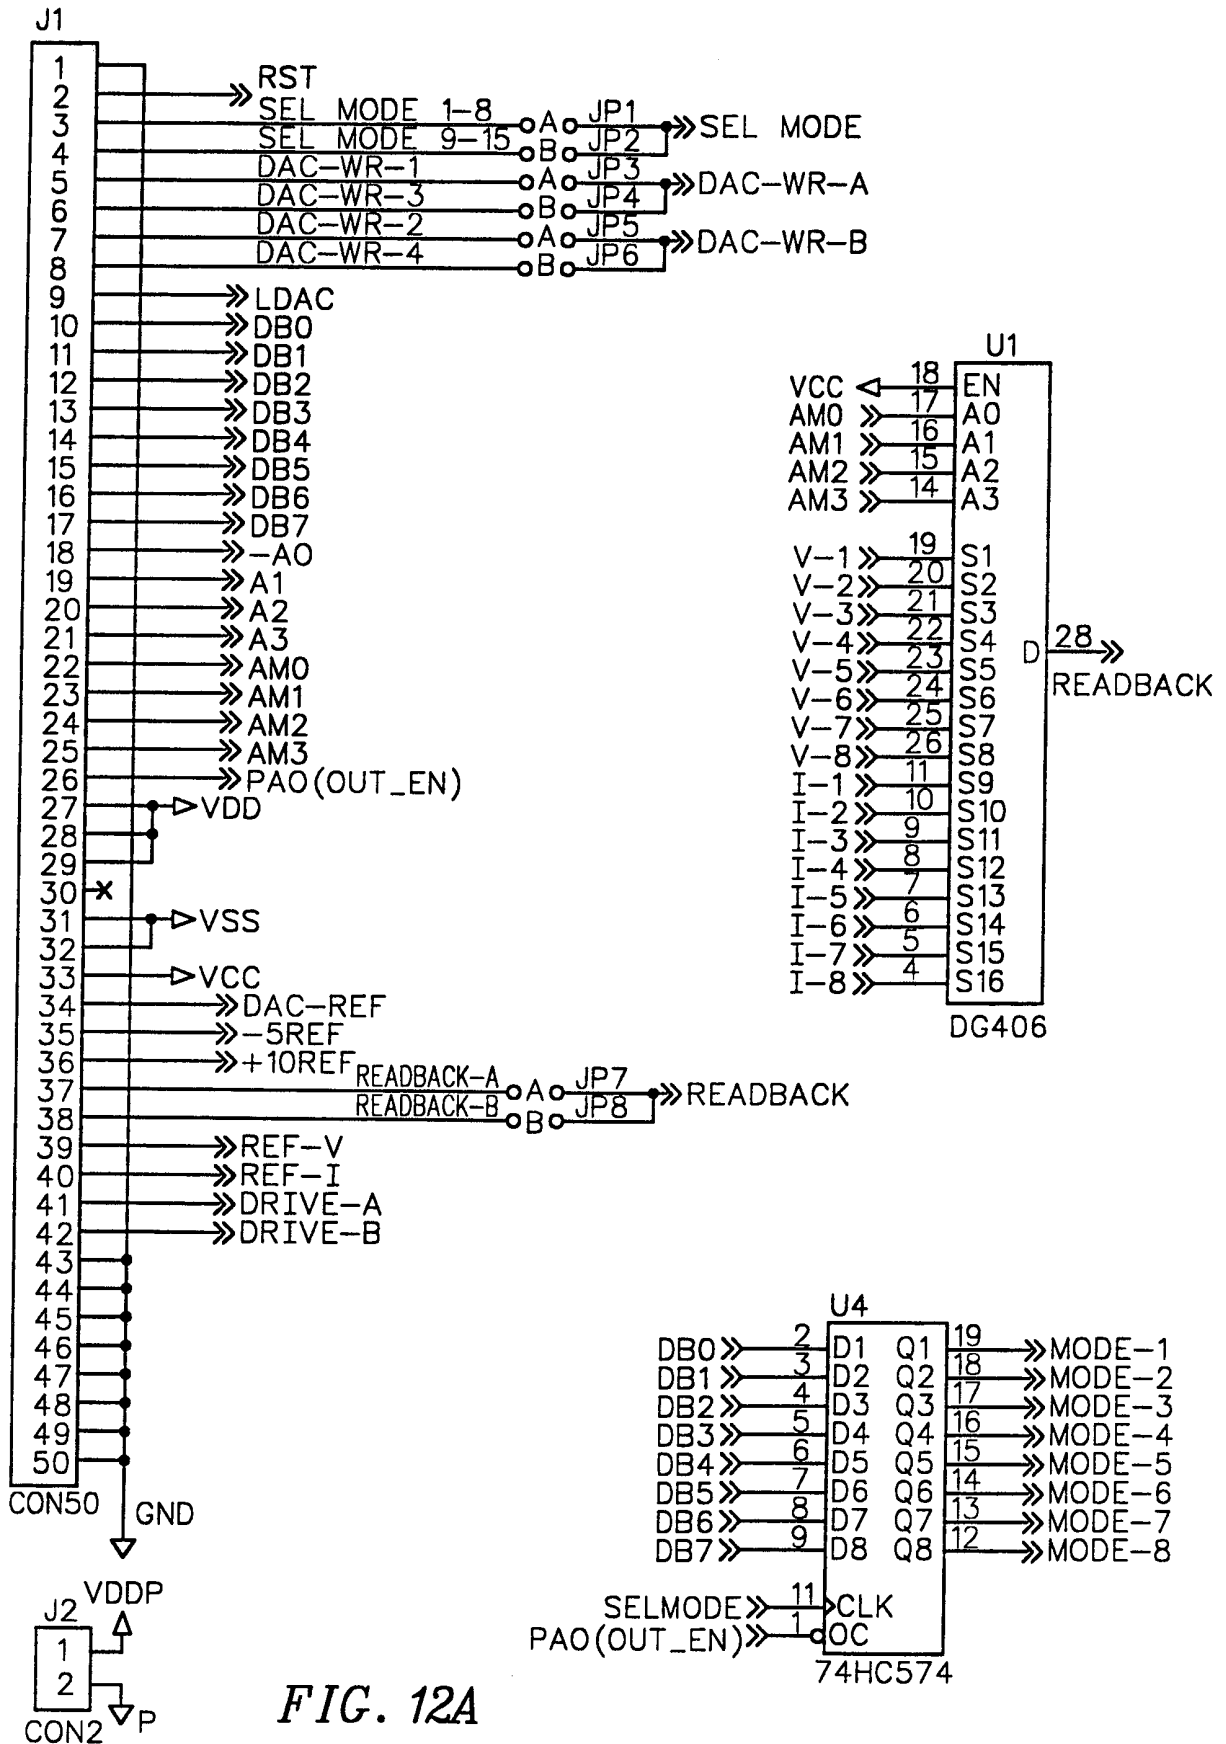 J1
1
2 RST
3 SEL MODE 1-8 A JP1 SEL MODE
4 SEL MODE 9-15 B JP2
5 DAC-WR-1 A JP3 DAC-WR-A
6 DAC-WR-3 B JP4
7 DAC-WR-2 A JP5 DAC-WR-B
8 DAC-WR-4 B JP6
9 LDAC
10 DB0
11 DB1
12 DB2
13 DB3
14 DB4
15 DB5
16 DB6
17 DB7
18 -A0
19 A1
20 A2
21 A3
22 AM0
23 AM1
24 AM2
25 AM3
26 PA0(OUT_EN)
27 VDD
28
29
30
31 VSS
32
33 VCC
34 DAC-REF
35 -5REF
36 +10REF
37 READBACK-A A JP7 READBACK
38 READBACK-B B JP8
39 REF-V
40 REF-I
41 DRIVE-A
42 DRIVE-B
43
44
45
46
47
48
49
50
CON50
GND
U1
VCC 18 EN
AM0 17 A0
AM1 16 A1
AM2 15 A2
AM3 14 A3
V-1 19 S1
V-2 20 S2
V-3 21 S3
V-4 22 S4
D 28
V-5 23 S5
READBACK
V-6 24 S6
V-7 25 S7
V-8 26 S8
I-1 11 S9
I-2 10 S10
I-3 9 S11
I-4 8 S12
I-5 7 S13
I-6 6 S14
I-7 5 S15
I-8 4 S16
DG406
U4
DB0 2 D1 Q1 19 MODE-1
DB1 3 D2 Q2 18 MODE-2
DB2 4 D3 Q3 17 MODE-3
DB3 5 D4 Q4 16 MODE-4
DB4 6 D5 Q5 15 MODE-5
DB5 7 D6 Q6 14 MODE-6
DB6 8 D7 Q7 13 MODE-7
DB7 9 D8 Q8 12 MODE-8
SELMODE 11 CLK
PA0(OUT_EN) 1 OC
74HC574
VDDP
J2
1
2
P
CON2
FIG. 12A